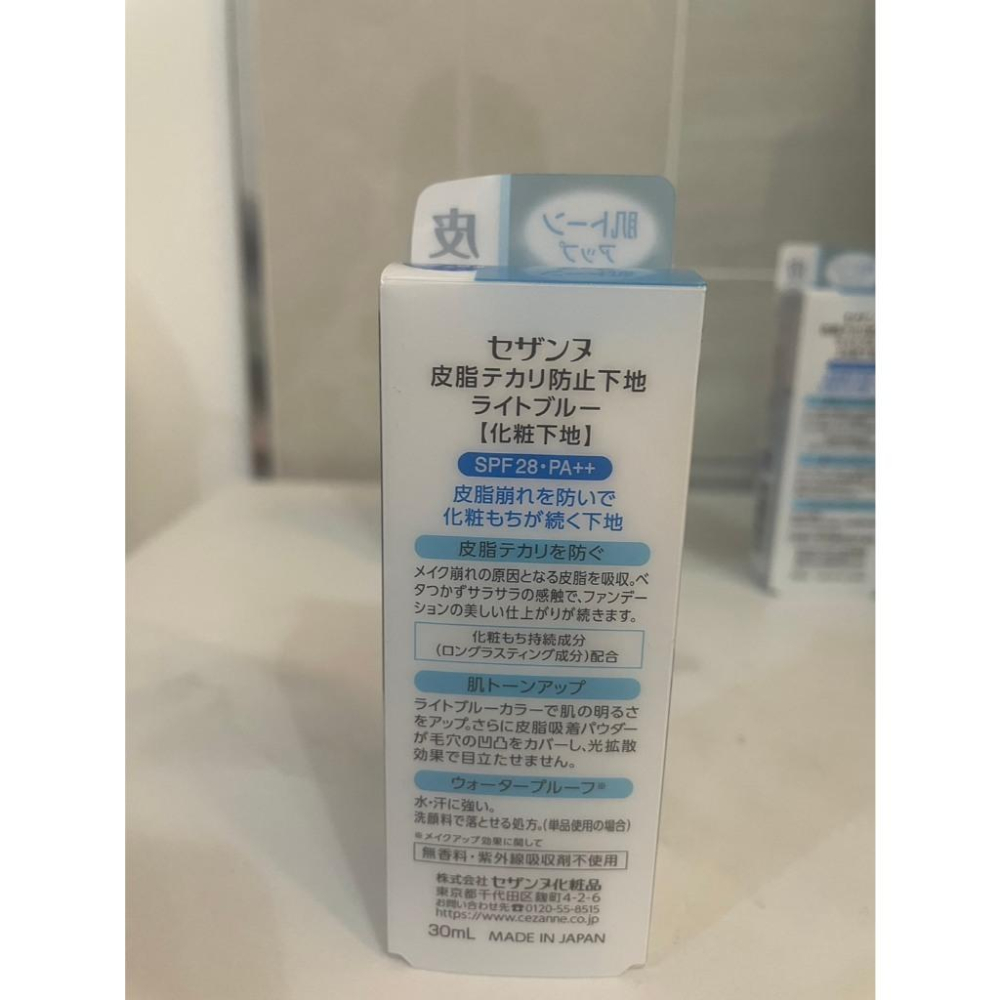 皮
肌トーン
アップ
セザンヌ
皮脂テカリ防止下地
ライトブルー
【化粧下地】
SPF28・PA++
皮脂崩れを防いで
化粧もちが続く下地
皮脂テカリを防ぐ
メイク崩れの原因となる皮脂を吸収。ベ
タつかずサラサラの感触で、ファンデー
ションの美しい仕上がりが続きます。
化粧もち持続成分
(ロングラスティング成分)配合
肌トーンアップ
ライトブルーカラーで肌の明るさ
をアップ。さらに皮脂吸着パウダー
が毛穴の凹凸をカバーし、光拡散
効果で目立たせません。
ウォータープルーフ※
水・汗に強い。
洗顔料で落とせる処方。(単品使用の場合)
※メイクアップ効果に関して
無香料・紫外線吸収剤不使用
株式会社 セザンヌ化粧品
東京都千代田区麹町4-2-6
お問い合わせ先☎0120-55-8515
https://www.cezanne.co.jp
30mL MADE IN JAPAN